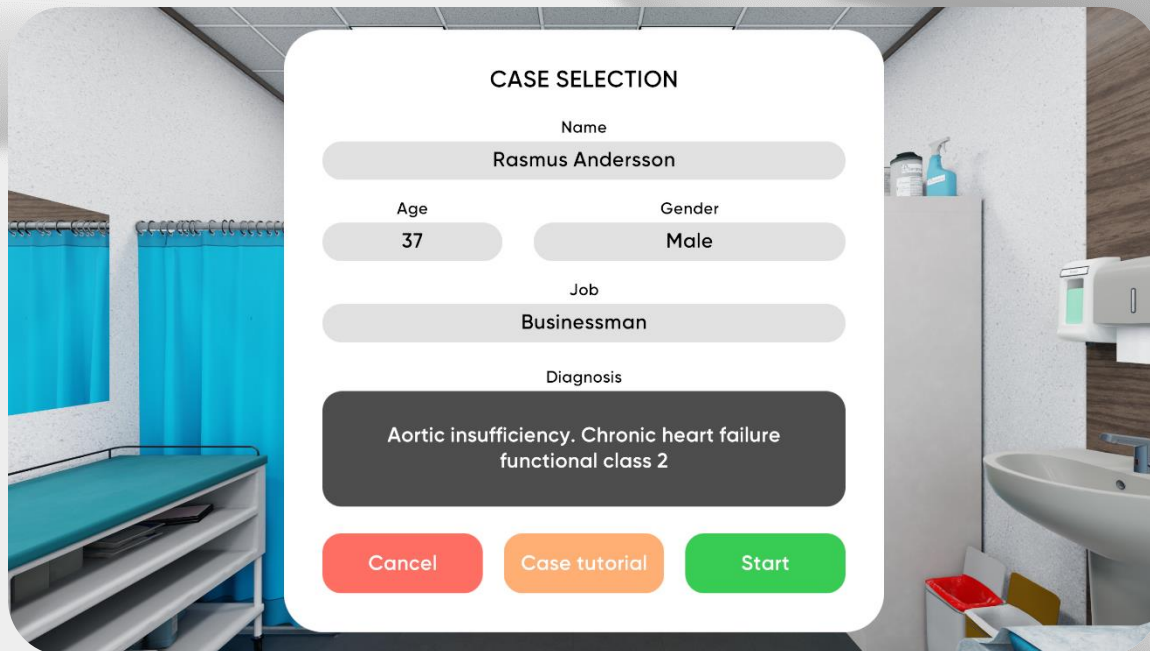 CASE SELECTION
Name
Rasmus Andersson
Age
Gender
37
Male
Job
Businessman
Diagnosis
Aortic insufficiency. Chronic heart failure
functional class 2
Cancel
Case tutorial
Start